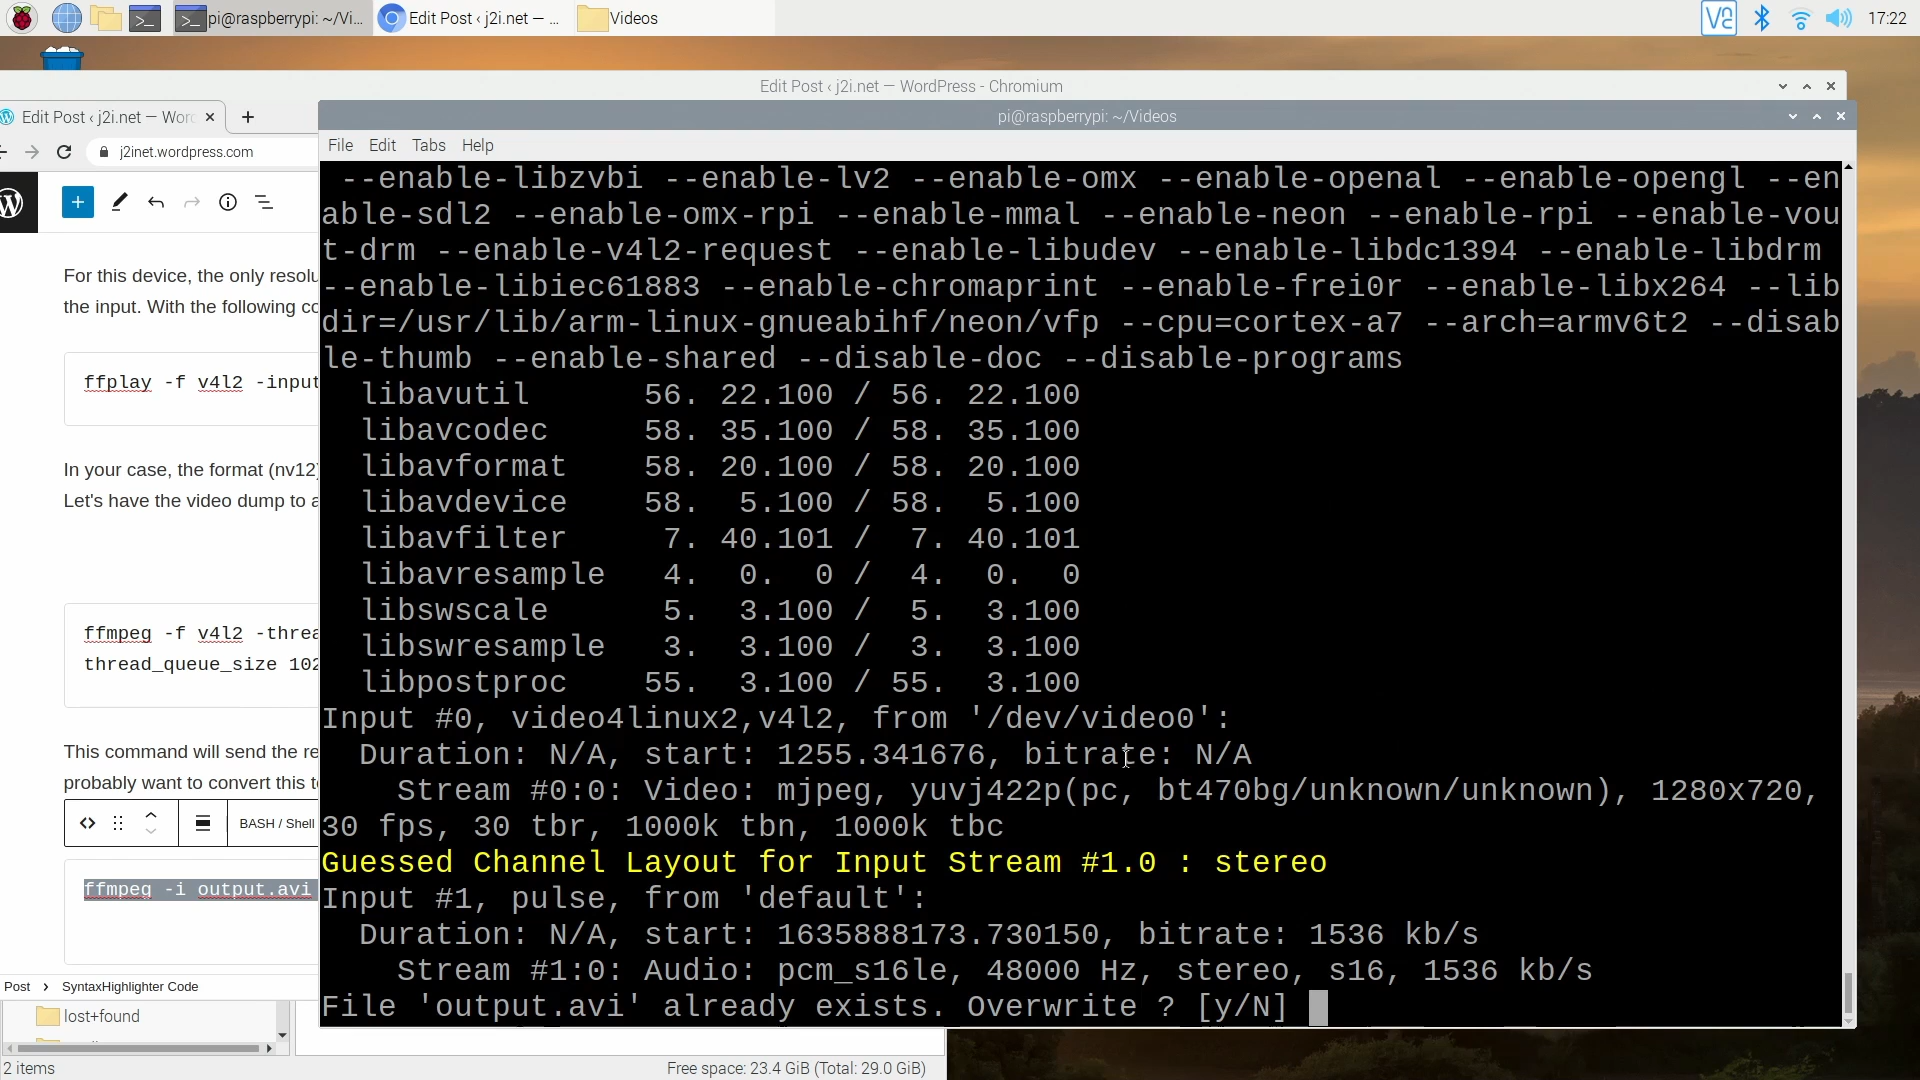 pi@raspberrypi: ~/Vi...
Edit Post ‹ j2i.net — ...
Videos
17:22
Edit Post ‹ j2i.net — WordPress - Chromium
Edit Post ‹ j2i.net — Worc
pi@raspberrypi: ~/Videos
j2inet.wordpress.com
File Edit Tabs Help
For this device, the only resolu
the input. With the following co
ffplay -f v4l2 -input
In your case, the format (nv12)
Let's have the video dump to a
ffmpeg -f v4l2 -threa
thread_queue_size 102
This command will send the re
probably want to convert this to
BASH / Shell
ffmpeg -i output.avi
Post › SyntaxHighlighter Code
lost+found
2 items
Free space: 23.4 GiB (Total: 29.0 GiB)
--enable-libzvbi --enable-lv2 --enable-omx --enable-openal --enable-opengl --en
able-sdl2 --enable-omx-rpi --enable-mmal --enable-neon --enable-rpi --enable-vou
t-drm --enable-v4l2-request --enable-libudev --enable-libdc1394 --enable-libdrm
--enable-libiec61883 --enable-chromaprint --enable-frei0r --enable-libx264 --lib
dir=/usr/lib/arm-linux-gnueabihf/neon/vfp --cpu=cortex-a7 --arch=armv6t2 --disab
le-thumb --enable-shared --disable-doc --disable-programs
libavutil 56. 22.100 / 56. 22.100
libavcodec 58. 35.100 / 58. 35.100
libavformat 58. 20.100 / 58. 20.100
libavdevice 58. 5.100 / 58. 5.100
libavfilter 7. 40.101 / 7. 40.101
libavresample 4. 0. 0 / 4. 0. 0
libswscale 5. 3.100 / 5. 3.100
libswresample 3. 3.100 / 3. 3.100
libpostproc 55. 3.100 / 55. 3.100
Input #0, video4linux2,v4l2, from '/dev/video0':
Duration: N/A, start: 1255.341676, bitrate: N/A
Stream #0:0: Video: mjpeg, yuvj422p(pc, bt470bg/unknown/unknown), 1280x720,
30 fps, 30 tbr, 1000k tbn, 1000k tbc
Guessed Channel Layout for Input Stream #1.0 : stereo
Input #1, pulse, from 'default':
Duration: N/A, start: 1635888173.730150, bitrate: 1536 kb/s
Stream #1:0: Audio: pcm_s16le, 48000 Hz, stereo, s16, 1536 kb/s
File 'output.avi' already exists. Overwrite ? [y/N]